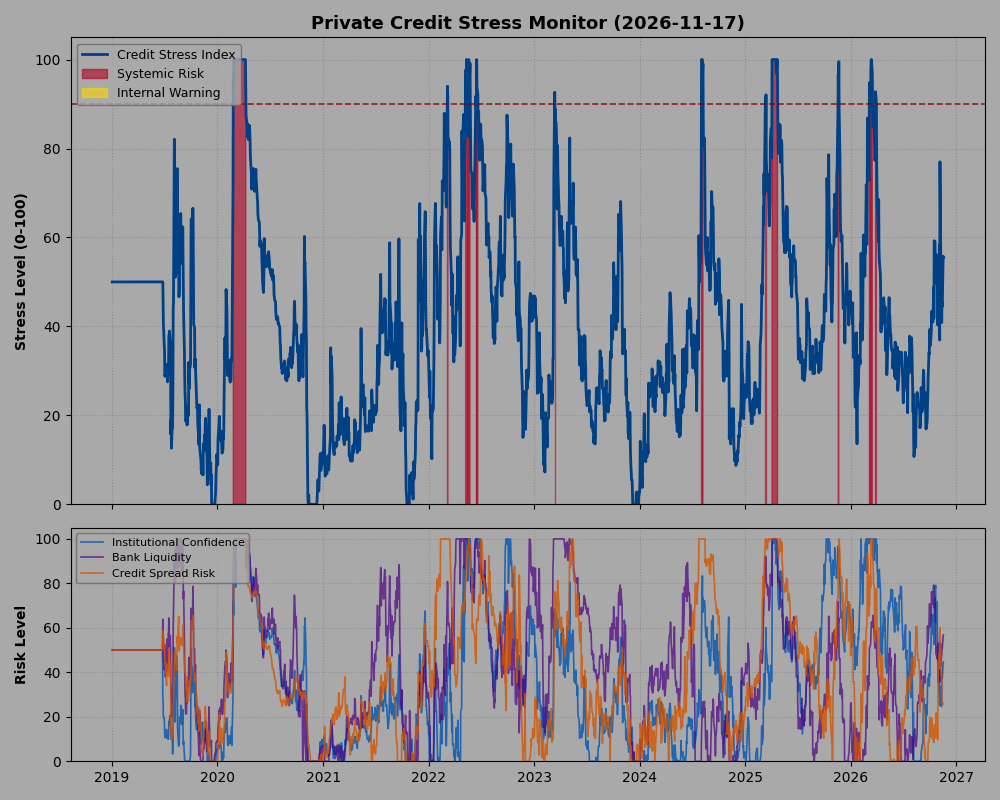 Private Credit Stress Monitor (2026-11-17)
Stress Level (0-100)
100
80
60
40
20
0
Credit Stress Index
Systemic Risk
Internal Warning
Risk Level
100
80
60
40
20
0
Institutional Confidence
Bank Liquidity
Credit Spread Risk
2019 2020 2021 2022 2023 2024 2025 2026 2027